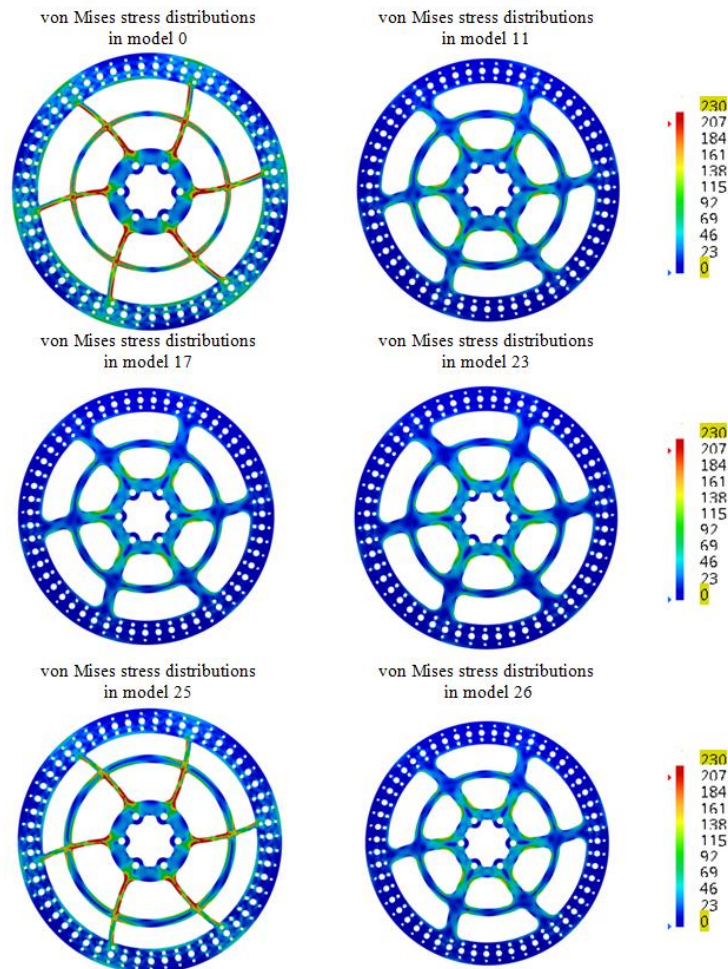 von Mises stress distributions
in model 0
von Mises stress distributions
in model 11
230
207
184
161
138
115
92
69
46
23
0
von Mises stress distributions
in model 17
von Mises stress distributions
in model 23
230
207
184
161
138
115
92
69
46
23
0
von Mises stress distributions
in model 25
von Mises stress distributions
in model 26
230
207
184
161
138
115
92
69
46
23
0